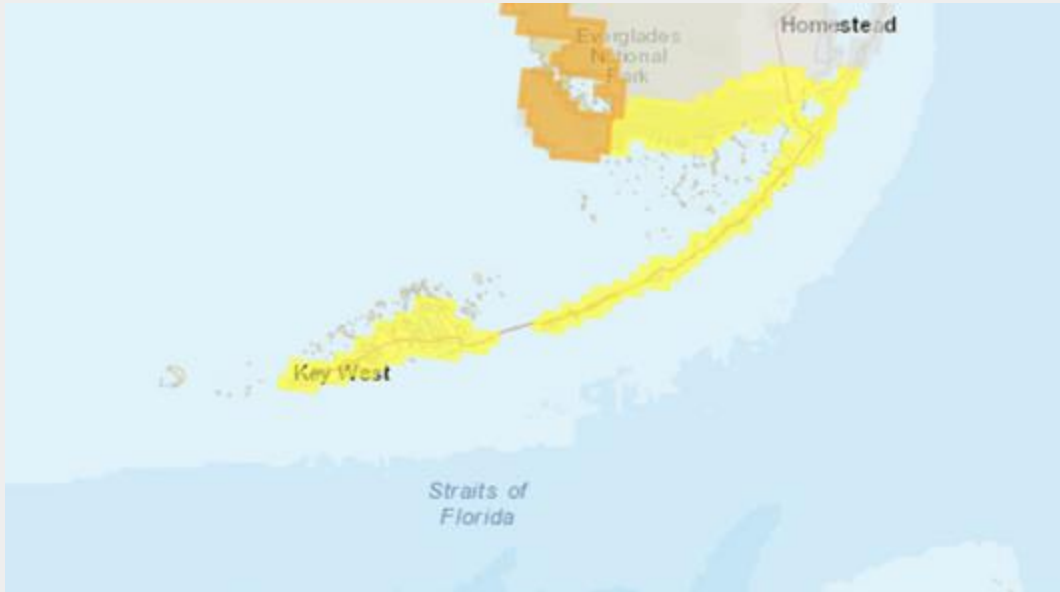 Homestead
Everglades
National
Park
Key West
Straits of
Florida